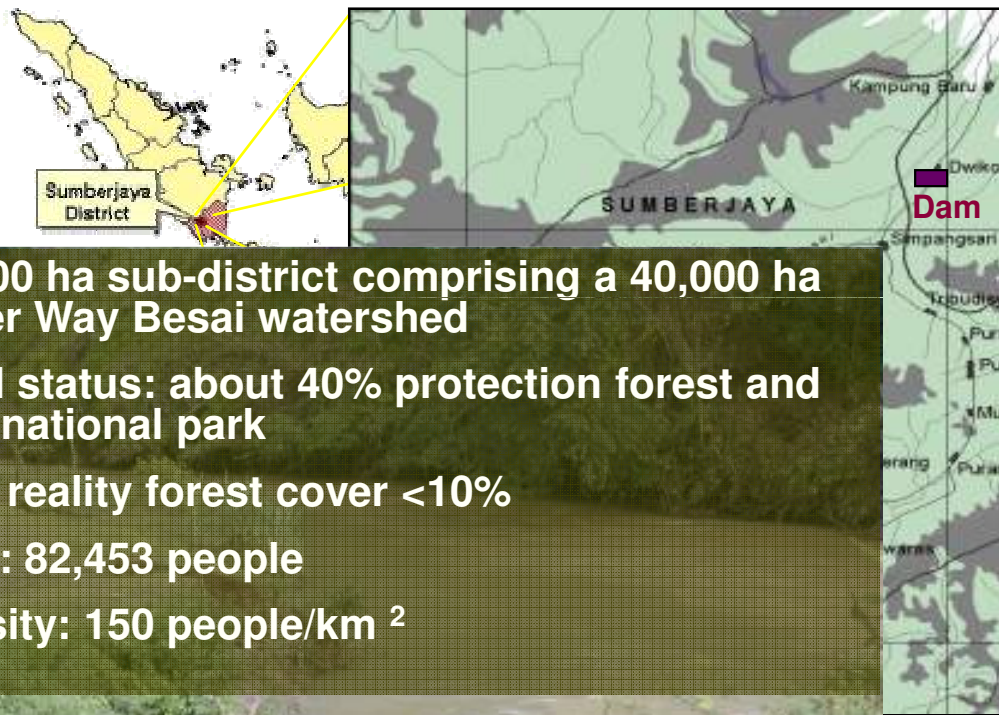 Sumberjaya
District
Kampung Baru
Dwiko
SUMBERJAYA
Dam
Simpangsari
00 ha sub-district comprising a 40,000 ha
er Way Besai watershed
l status: about 40% protection forest and
national park
reality forest cover <10%
: 82,453 people
sity: 150 people/km ²
Tribudis
Pur
Pu
Mu
erang
Pura
waras